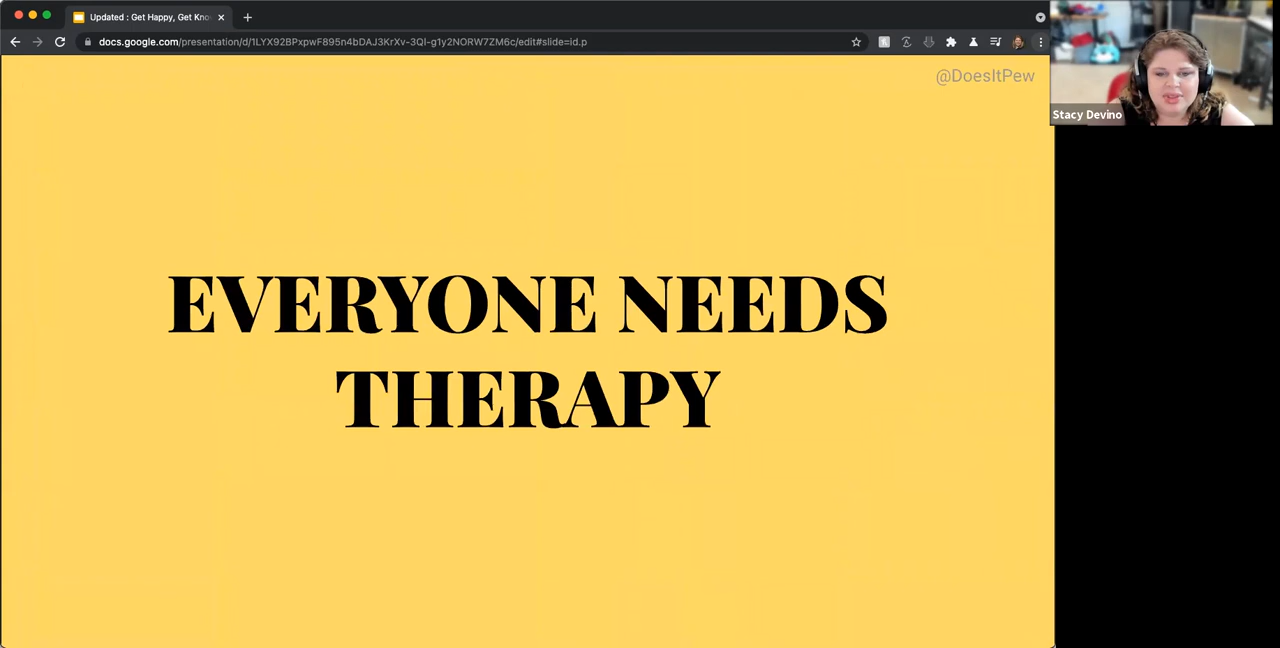 Updated : Get Happy, Get Kno
docs.google.com/presentation/d/1LYX92BPxpwF895n4bDAJ3KrXv-3QI-g1y2NORW7ZM6c/edit#slide=id.p
@DoesItPew
Stacy Devino
EVERYONE NEEDS
THERAPY